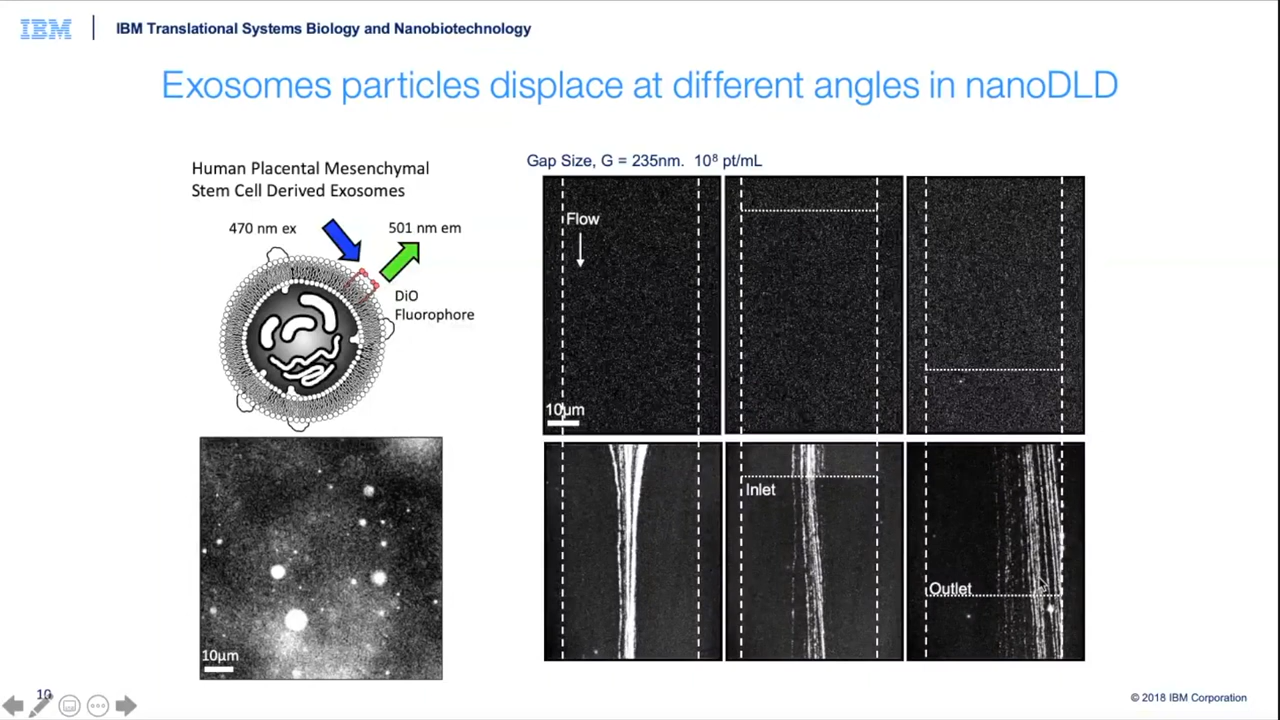 IBM
IBM Translational Systems Biology and Nanobiotechnology
Exosomes particles displace at different angles in nanoDLD
Human Placental Mesenchymal
Stem Cell Derived Exosomes
470 nm ex
501 nm em
DiO
Fluorophore
10µm
Gap Size, G = 235nm. 10⁸ pt/mL
Flow
10µm
Inlet
Outlet
10
© 2018 IBM Corporation